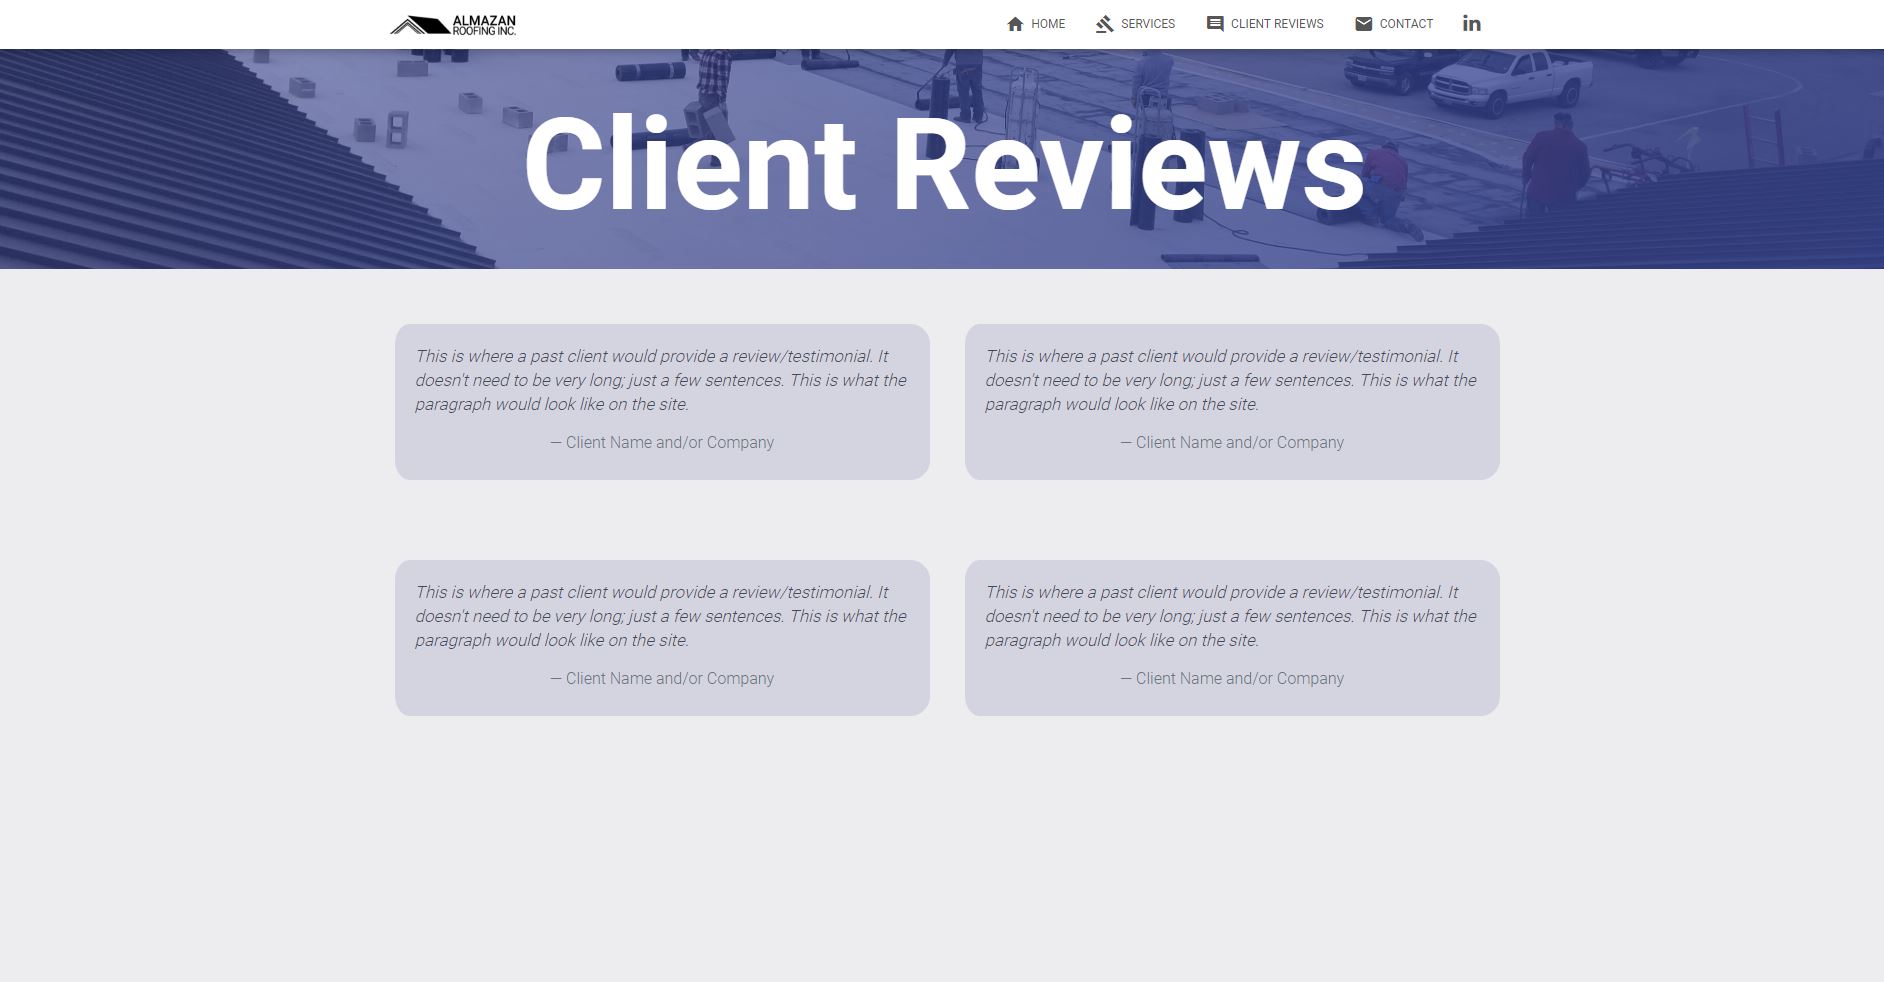 ALMAZAN
ROOFING INC.
HOME
SERVICES
CLIENT REVIEWS
CONTACT
in
Client Reviews
This is where a past client would provide a review/testimonial. It
doesn't need to be very long; just a few sentences. This is what the
paragraph would look like on the site.
— Client Name and/or Company
This is where a past client would provide a review/testimonial. It
doesn't need to be very long; just a few sentences. This is what the
paragraph would look like on the site.
— Client Name and/or Company
This is where a past client would provide a review/testimonial. It
doesn't need to be very long; just a few sentences. This is what the
paragraph would look like on the site.
— Client Name and/or Company
This is where a past client would provide a review/testimonial. It
doesn't need to be very long; just a few sentences. This is what the
paragraph would look like on the site.
— Client Name and/or Company